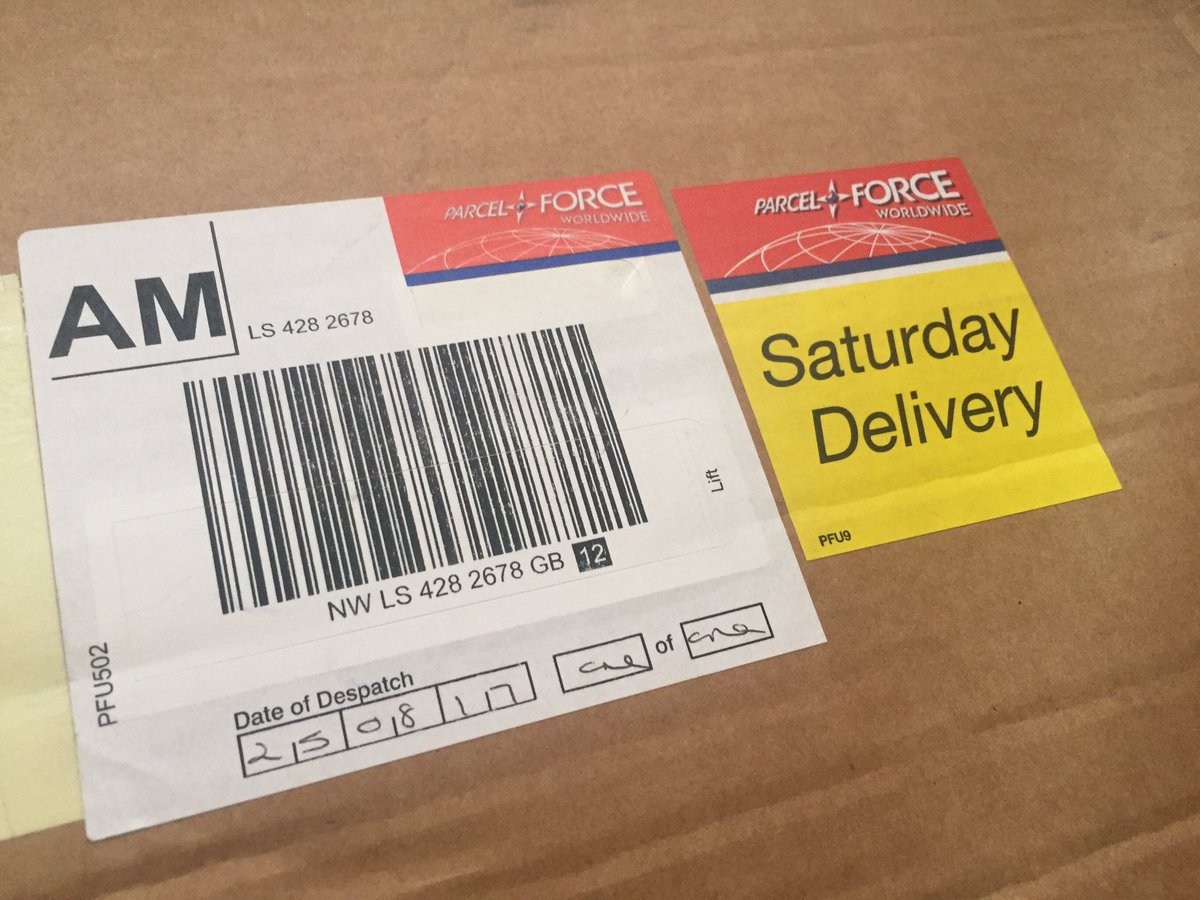 PARCEL FORCE
WORLDWIDE
AM
LS 428 2678
NW LS 428 2678 GB 12
Lift
PFU502
Date of Despatch
25 08 17
one of one
PARCEL FORCE
WORLDWIDE
Saturday
Delivery
PFU9